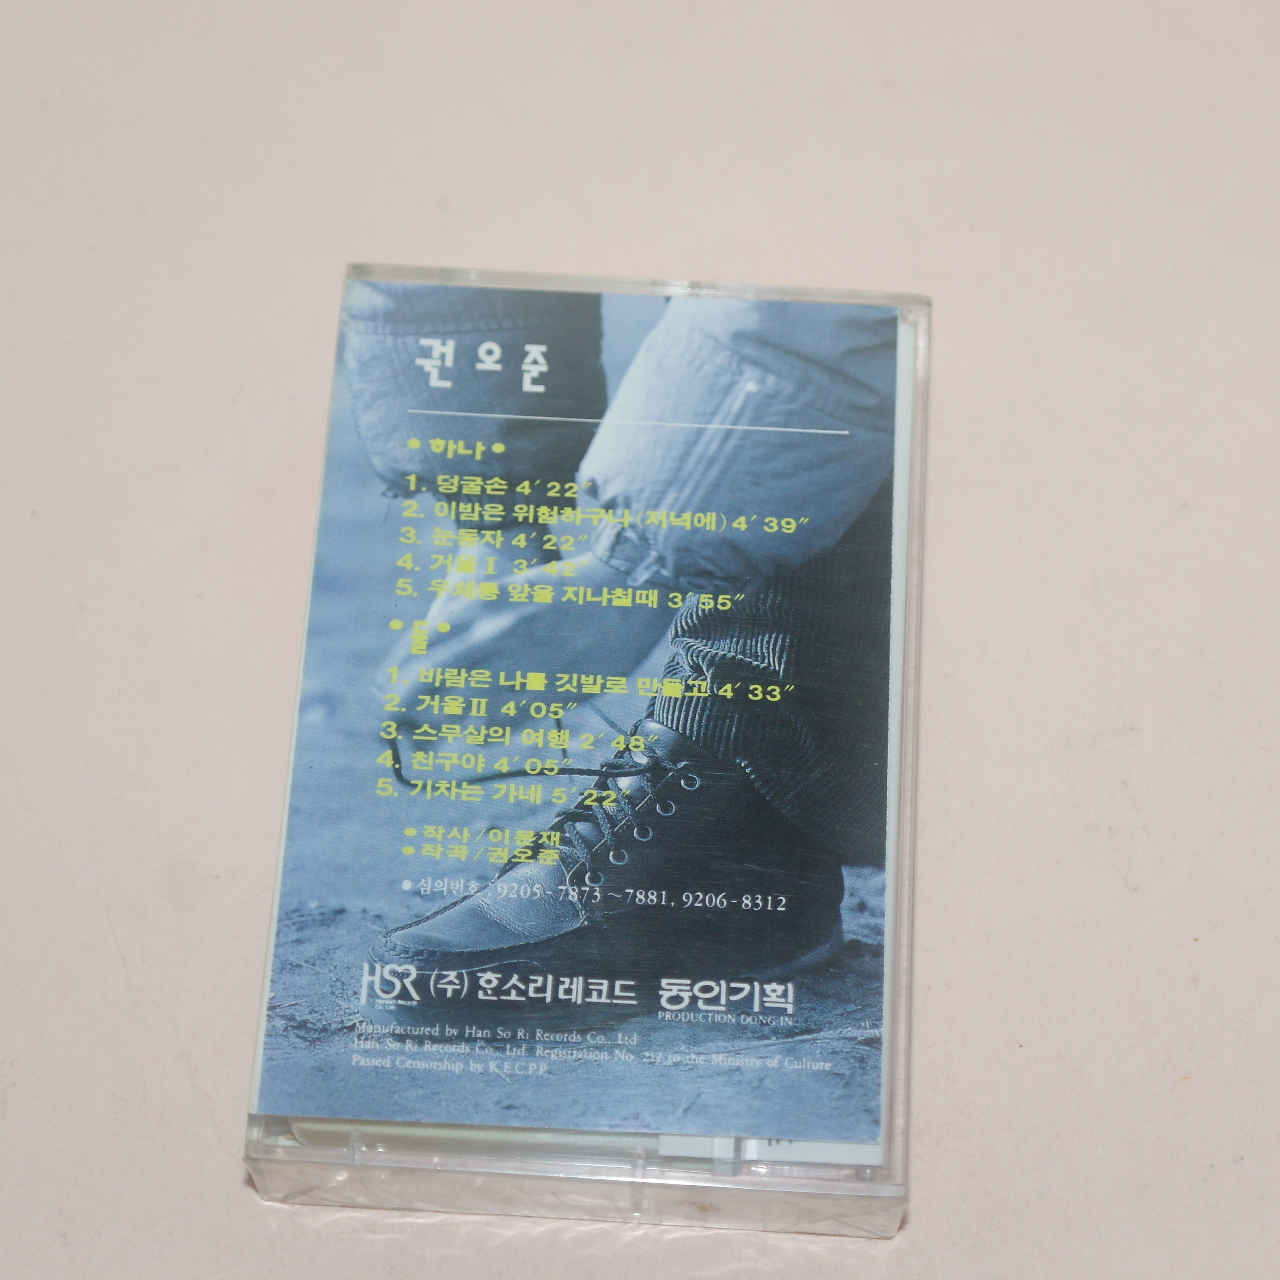 권오준
• 하나 •
1. 덩굴손 4′22″
2. 이밤은 위험하구나(저녁에) 4′39″
3. 눈동자 4′22″
4. 거울Ⅰ 3′42″
5. 우체통 앞을 지나칠때 3′55″
• 둘 •
1. 바람은 나를 깃발로 만들고 4′33″
2. 거울Ⅱ 4′05″
3. 스무살의 여행 2′48″
4. 친구야 4′05″
5. 기차는 가네 5′22″
•작사/이문재
•작곡/권오준
•심의번호 : 9205-7873~7881, 9206-8312
HSR (주) 한소리레코드 동인기획
PRODUCTION DONG IN
Manufactured by Han So Ri Records Co., Ltd
Han So Ri Records Co., Ltd Registration No. 212 to the Ministry of Culture
Passed Censorship by K.E.C.P.P